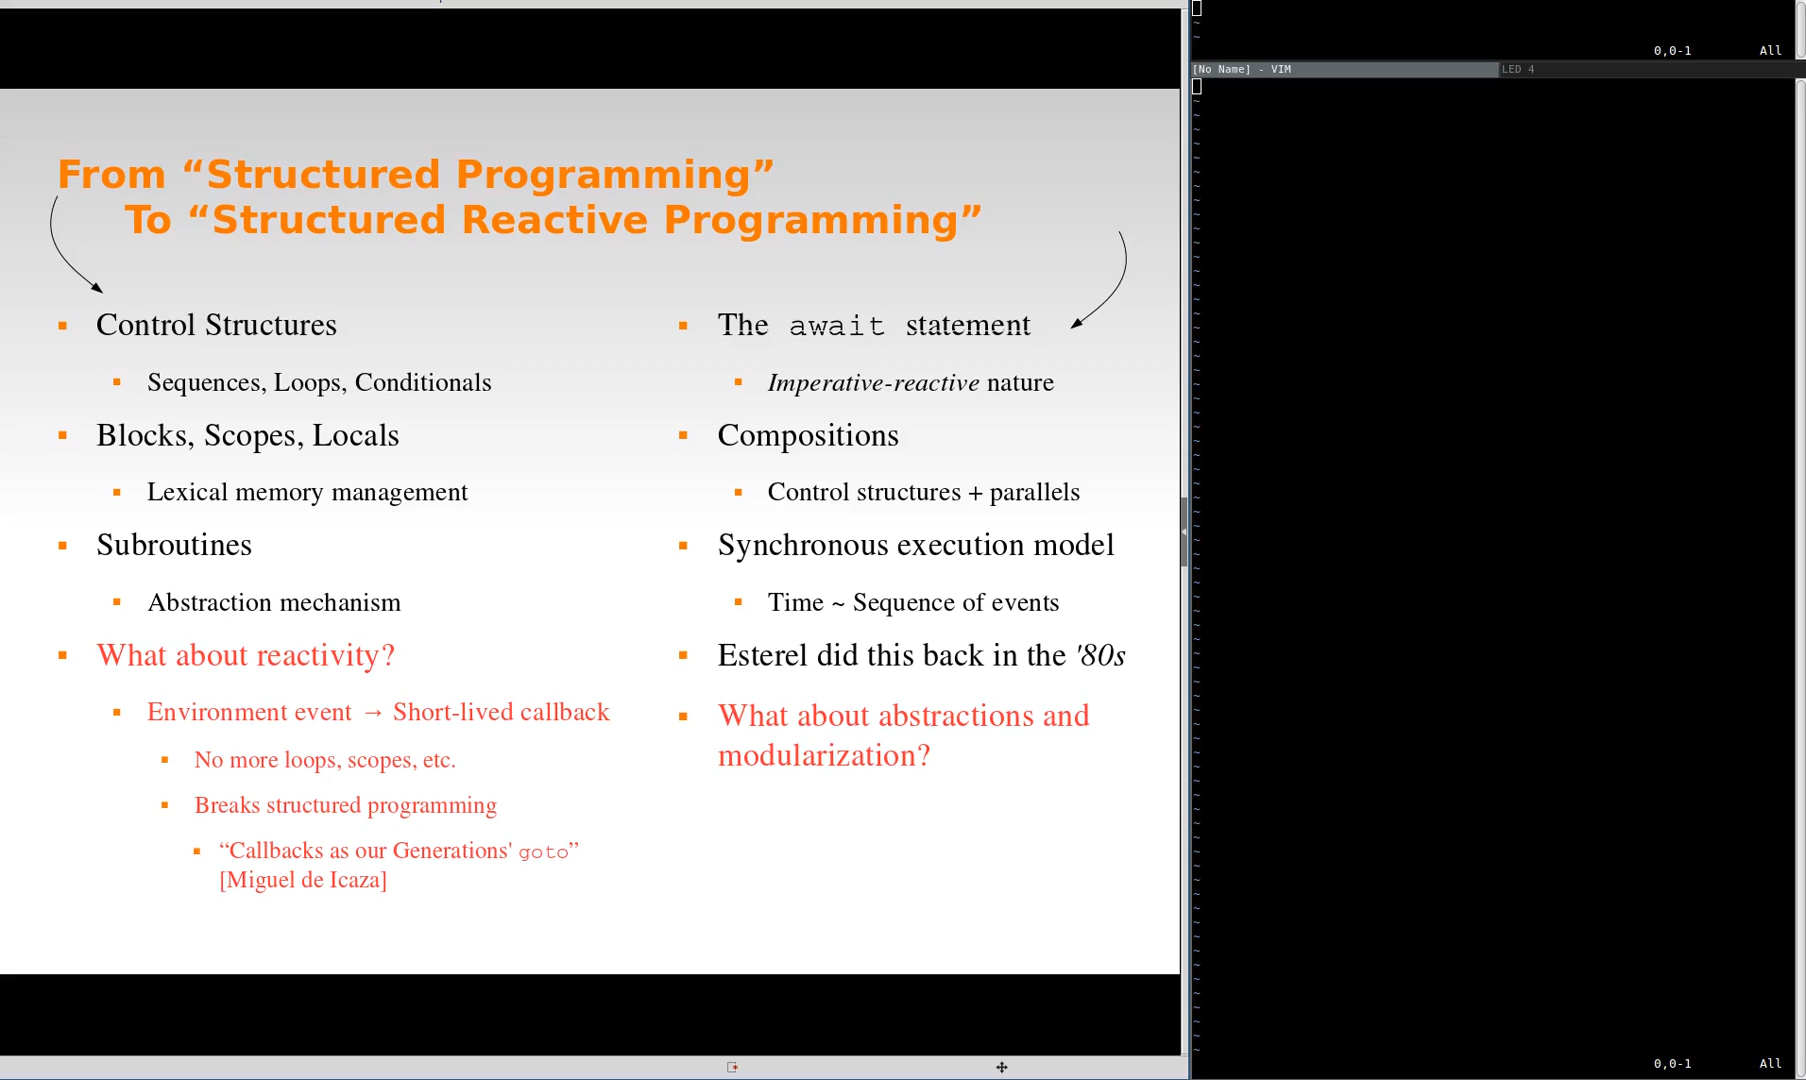 From “Structured Programming”
To “Structured Reactive Programming”
Control Structures
Sequences, Loops, Conditionals
Blocks, Scopes, Locals
Lexical memory management
Subroutines
Abstraction mechanism
What about reactivity?
Environment event → Short-lived callback
No more loops, scopes, etc.
Breaks structured programming
“Callbacks as our Generations' goto”
[Miguel de Icaza]
The await statement
Imperative-reactive nature
Compositions
Control structures + parallels
Synchronous execution model
Time ~ Sequence of events
Esterel did this back in the '80s
What about abstractions and
modularization?
0,0-1 All
[No Name] - VIM LED 4
0,0-1 All